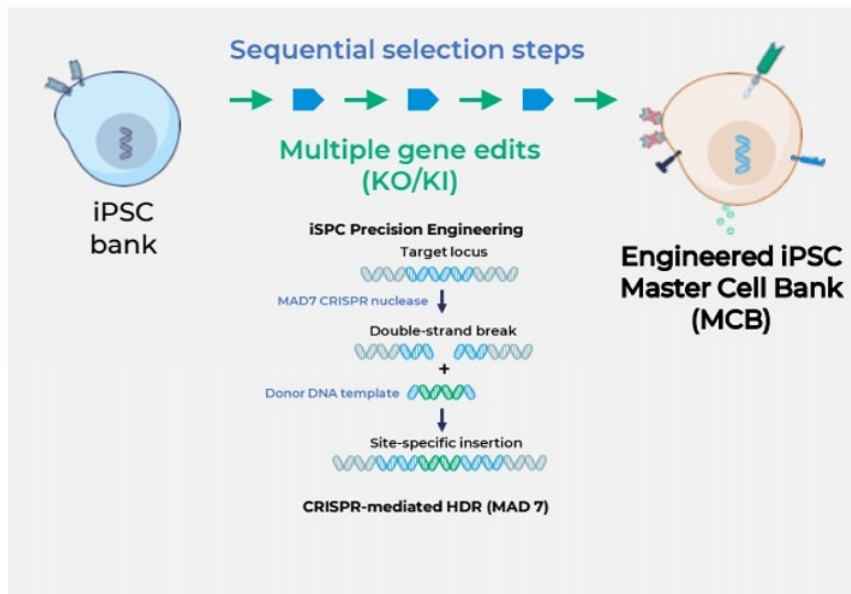 Sequential selection steps
Multiple gene edits
(KO/KI)
iPSC
bank
iSPC Precision Engineering
Target locus
MAD7 CRISPR nuclease
Double-strand break
+
Donor DNA template
Site-specific insertion
CRISPR-mediated HDR (MAD 7)
Engineered iPSC
Master Cell Bank
(MCB)